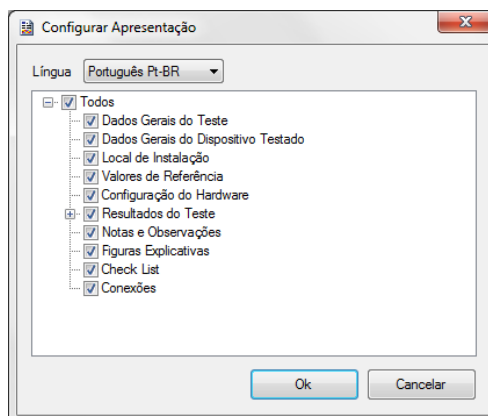 Configurar Apresentação
Língua Português Pt-BR
Todos
Dados Gerais do Teste
Dados Gerais do Dispositivo Testado
Local de Instalação
Valores de Referência
Configuração do Hardware
Resultados do Teste
Notas e Observações
Figuras Explicativas
Check List
Conexões
Ok Cancelar